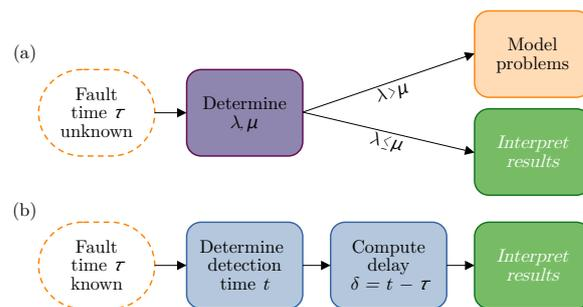 (a)
Fault
time τ
unknown
Determine
λ, μ
λ>μ
λ≤μ
Model
problems
Interpret
results
(b)
Fault
time τ
known
Determine
detection
time t
Compute
delay
δ = t − τ
Interpret
results